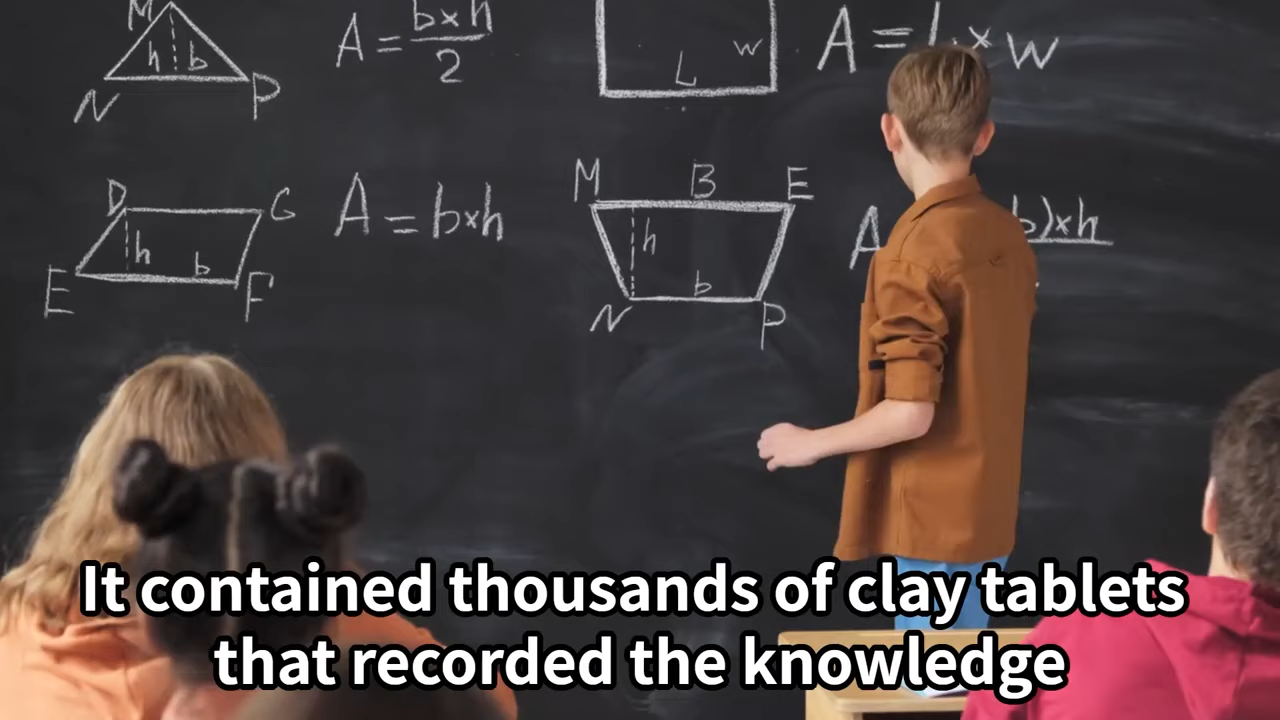 M
A = b×h
2
h
b
N
P
w
L
A = L×w
D
G
A = b×h
h
b
E
F
M
B
E
h
b
N
P
A
b)×h
It contained thousands of clay tablets
that recorded the knowledge